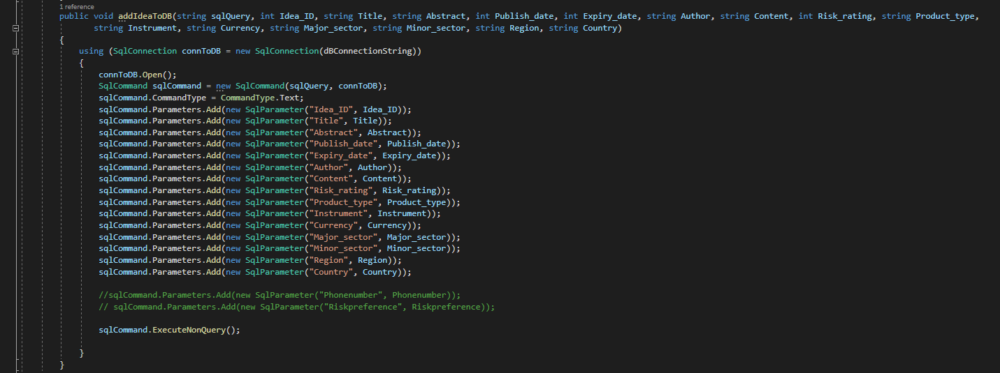 1 reference
public void addIdeaToDB(string sqlQuery, int Idea_ID, string Title, string Abstract, int Publish_date, int Expiry_date, string Author, string Content, int Risk_rating, string Product_type,
string Instrument, string Currency, string Major_sector, string Minor_sector, string Region, string Country)
{
using (SqlConnection connToDB = new SqlConnection(dBConnectionString))
{
connToDB.Open();
SqlCommand sqlCommand = new SqlCommand(sqlQuery, connToDB);
sqlCommand.CommandType = CommandType.Text;
sqlCommand.Parameters.Add(new SqlParameter("Idea_ID", Idea_ID));
sqlCommand.Parameters.Add(new SqlParameter("Title", Title));
sqlCommand.Parameters.Add(new SqlParameter("Abstract", Abstract));
sqlCommand.Parameters.Add(new SqlParameter("Publish_date", Publish_date));
sqlCommand.Parameters.Add(new SqlParameter("Expiry_date", Expiry_date));
sqlCommand.Parameters.Add(new SqlParameter("Author", Author));
sqlCommand.Parameters.Add(new SqlParameter("Content", Content));
sqlCommand.Parameters.Add(new SqlParameter("Risk_rating", Risk_rating));
sqlCommand.Parameters.Add(new SqlParameter("Product_type", Product_type));
sqlCommand.Parameters.Add(new SqlParameter("Instrument", Instrument));
sqlCommand.Parameters.Add(new SqlParameter("Currency", Currency));
sqlCommand.Parameters.Add(new SqlParameter("Major_sector", Major_sector));
sqlCommand.Parameters.Add(new SqlParameter("Minor_sector", Minor_sector));
sqlCommand.Parameters.Add(new SqlParameter("Region", Region));
sqlCommand.Parameters.Add(new SqlParameter("Country", Country));
//sqlCommand.Parameters.Add(new SqlParameter("Phonenumber", Phonenumber));
// sqlCommand.Parameters.Add(new SqlParameter("Riskpreference", Riskpreference));
sqlCommand.ExecuteNonQuery();
}
}